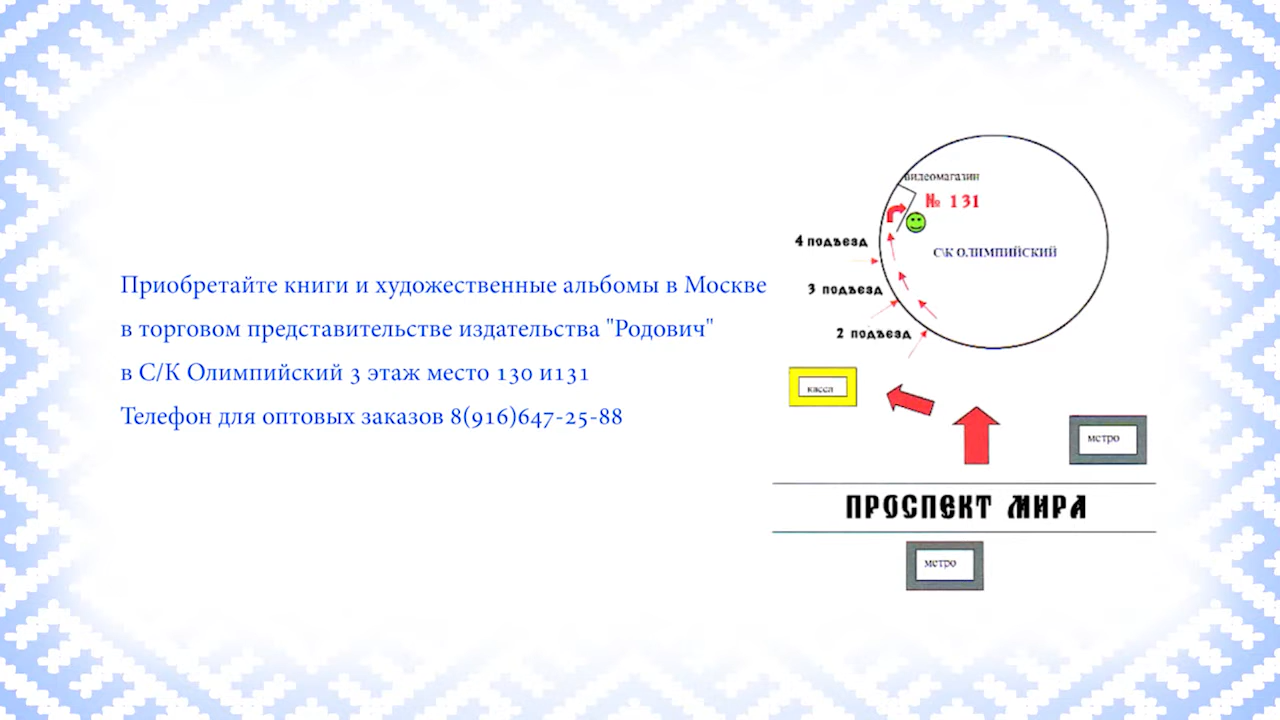 Приобретайте книги и художественные альбомы в Москве
в торговом представительстве издательства "Родович"
в С/К Олимпийский 3 этаж место 130 и131
Телефон для оптовых заказов 8(916)647-25-88
видеомагазин
№ 131
4 подъезд
С\К ОЛИМПИЙСКИЙ
3 подъезд
2 подъезд
касса
метро
ПРОСПЕКТ МИРА
метро